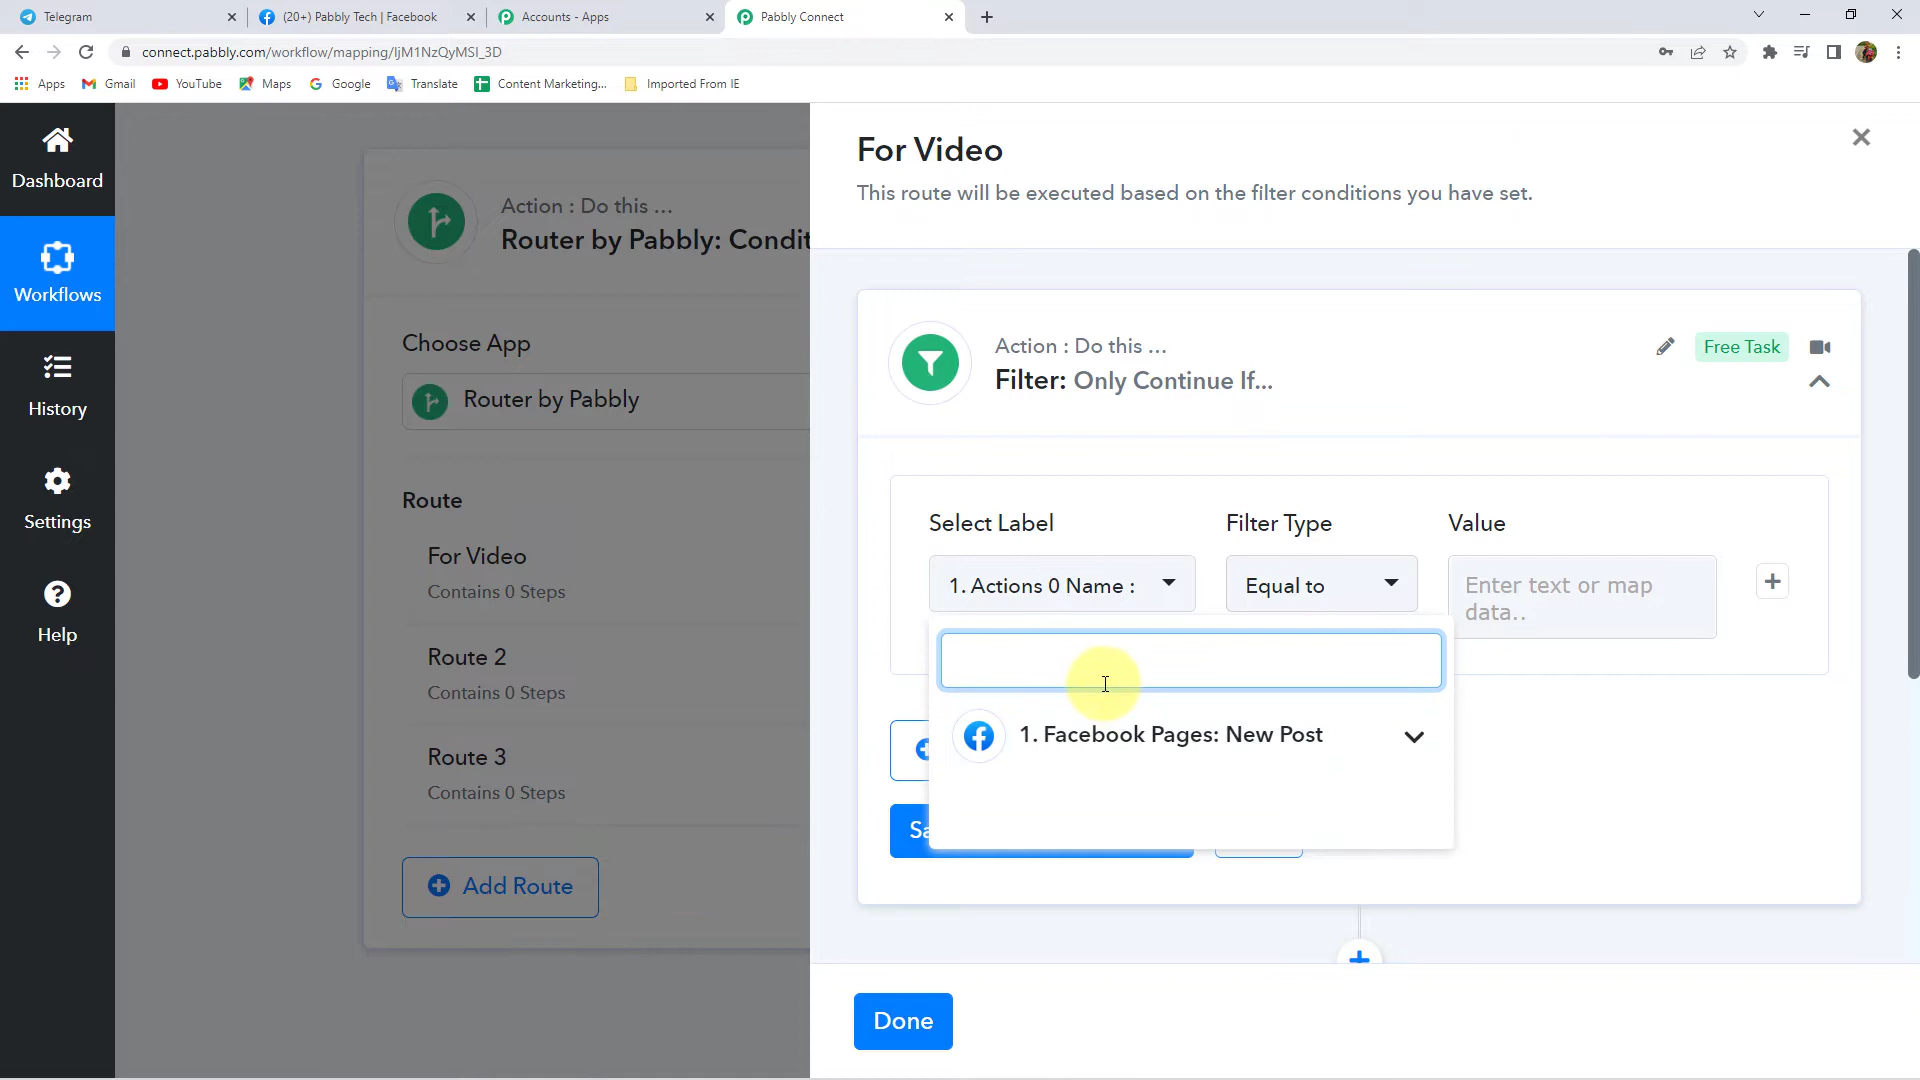 Telegram
(20+) Pabbly Tech | Facebook
Accounts - Apps
Pabbly Connect
connect.pabbly.com/workflow/mapping/IjM1NzQyMSI_3D
Apps
Gmail
YouTube
Maps
Google
Translate
Content Marketing...
Imported From IE
Dashboard
Workflows
History
Settings
Help
Action : Do this ...
Router by Pabbly: Condit
Choose App
Router by Pabbly
Route
For Video
Contains 0 Steps
Route 2
Contains 0 Steps
Route 3
Contains 0 Steps
Add Route
For Video
This route will be executed based on the filter conditions you have set.
Action : Do this ...
Filter: Only Continue If...
Free Task
Select Label
Filter Type
Value
1. Actions 0 Name :
Equal to
Enter text or map
data..
1. Facebook Pages: New Post
Sa
Done